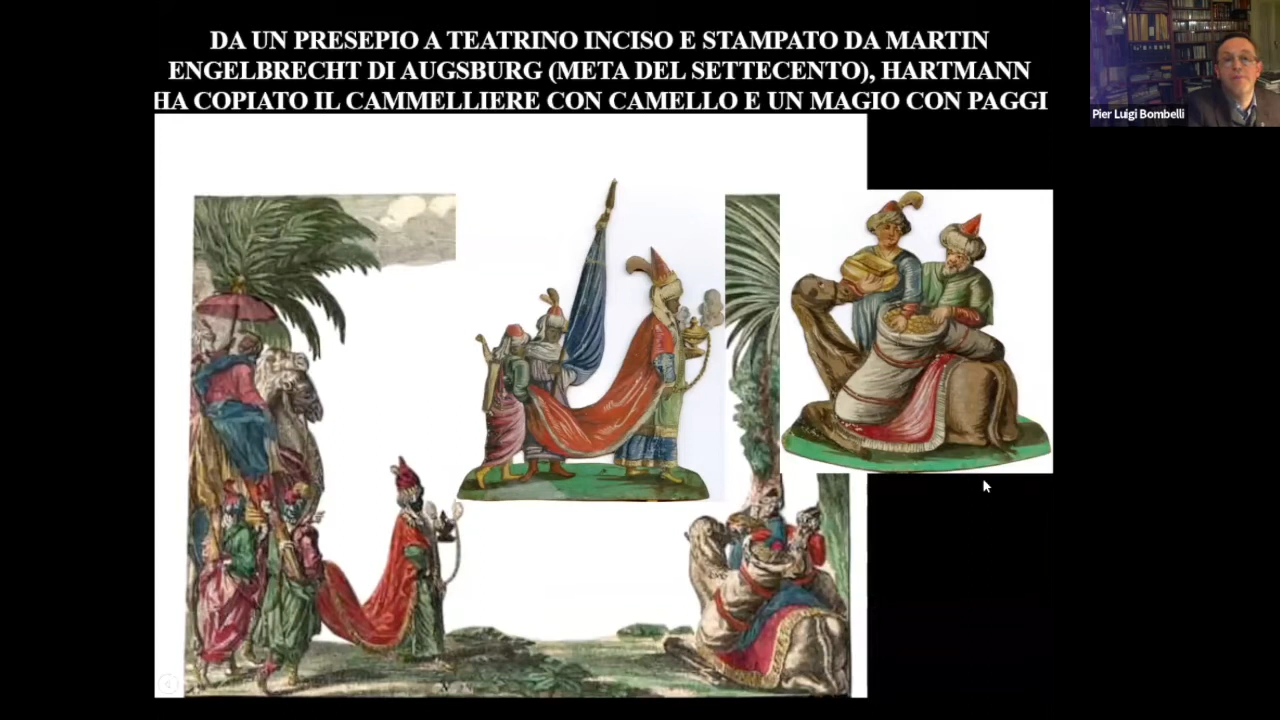 DA UN PRESEPIO A TEATRINO INCISO E STAMPATO DA MARTIN
ENGELBRECHT DI AUGSBURG (META DEL SETTECENTO), HARTMANN
HA COPIATO IL CAMMELLIERE CON CAMELLO E UN MAGIO CON PAGGI
Pier Luigi Bombelli